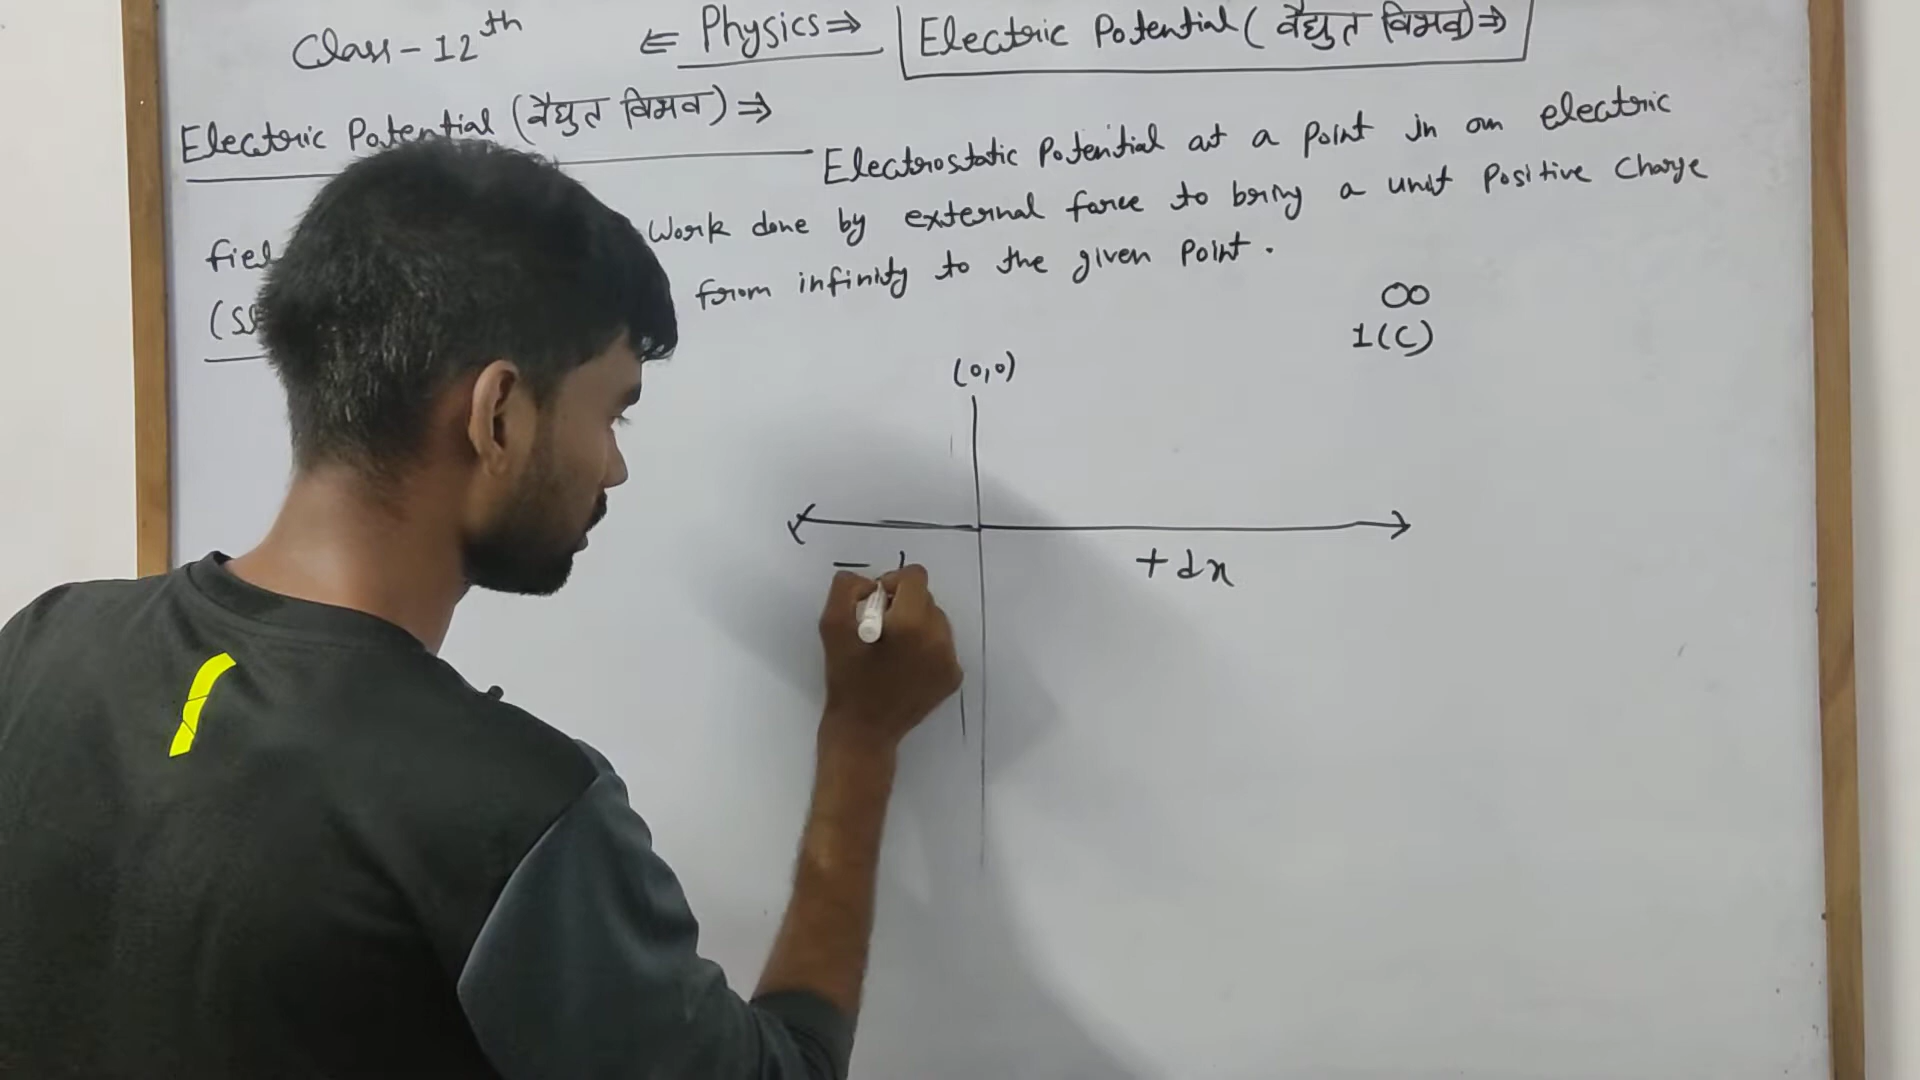 Class-12th ⇐ Physics⇒ Electric Potential (वैद्युत विभव)⇒
Electric Potential (वैद्युत विभव)⇒
Electrostatic Potential at a point in an electric
Work done by external force to bring a unit Positive Charge
from infinity to the given Point.
∞
1(C)
(0,0)
+dx